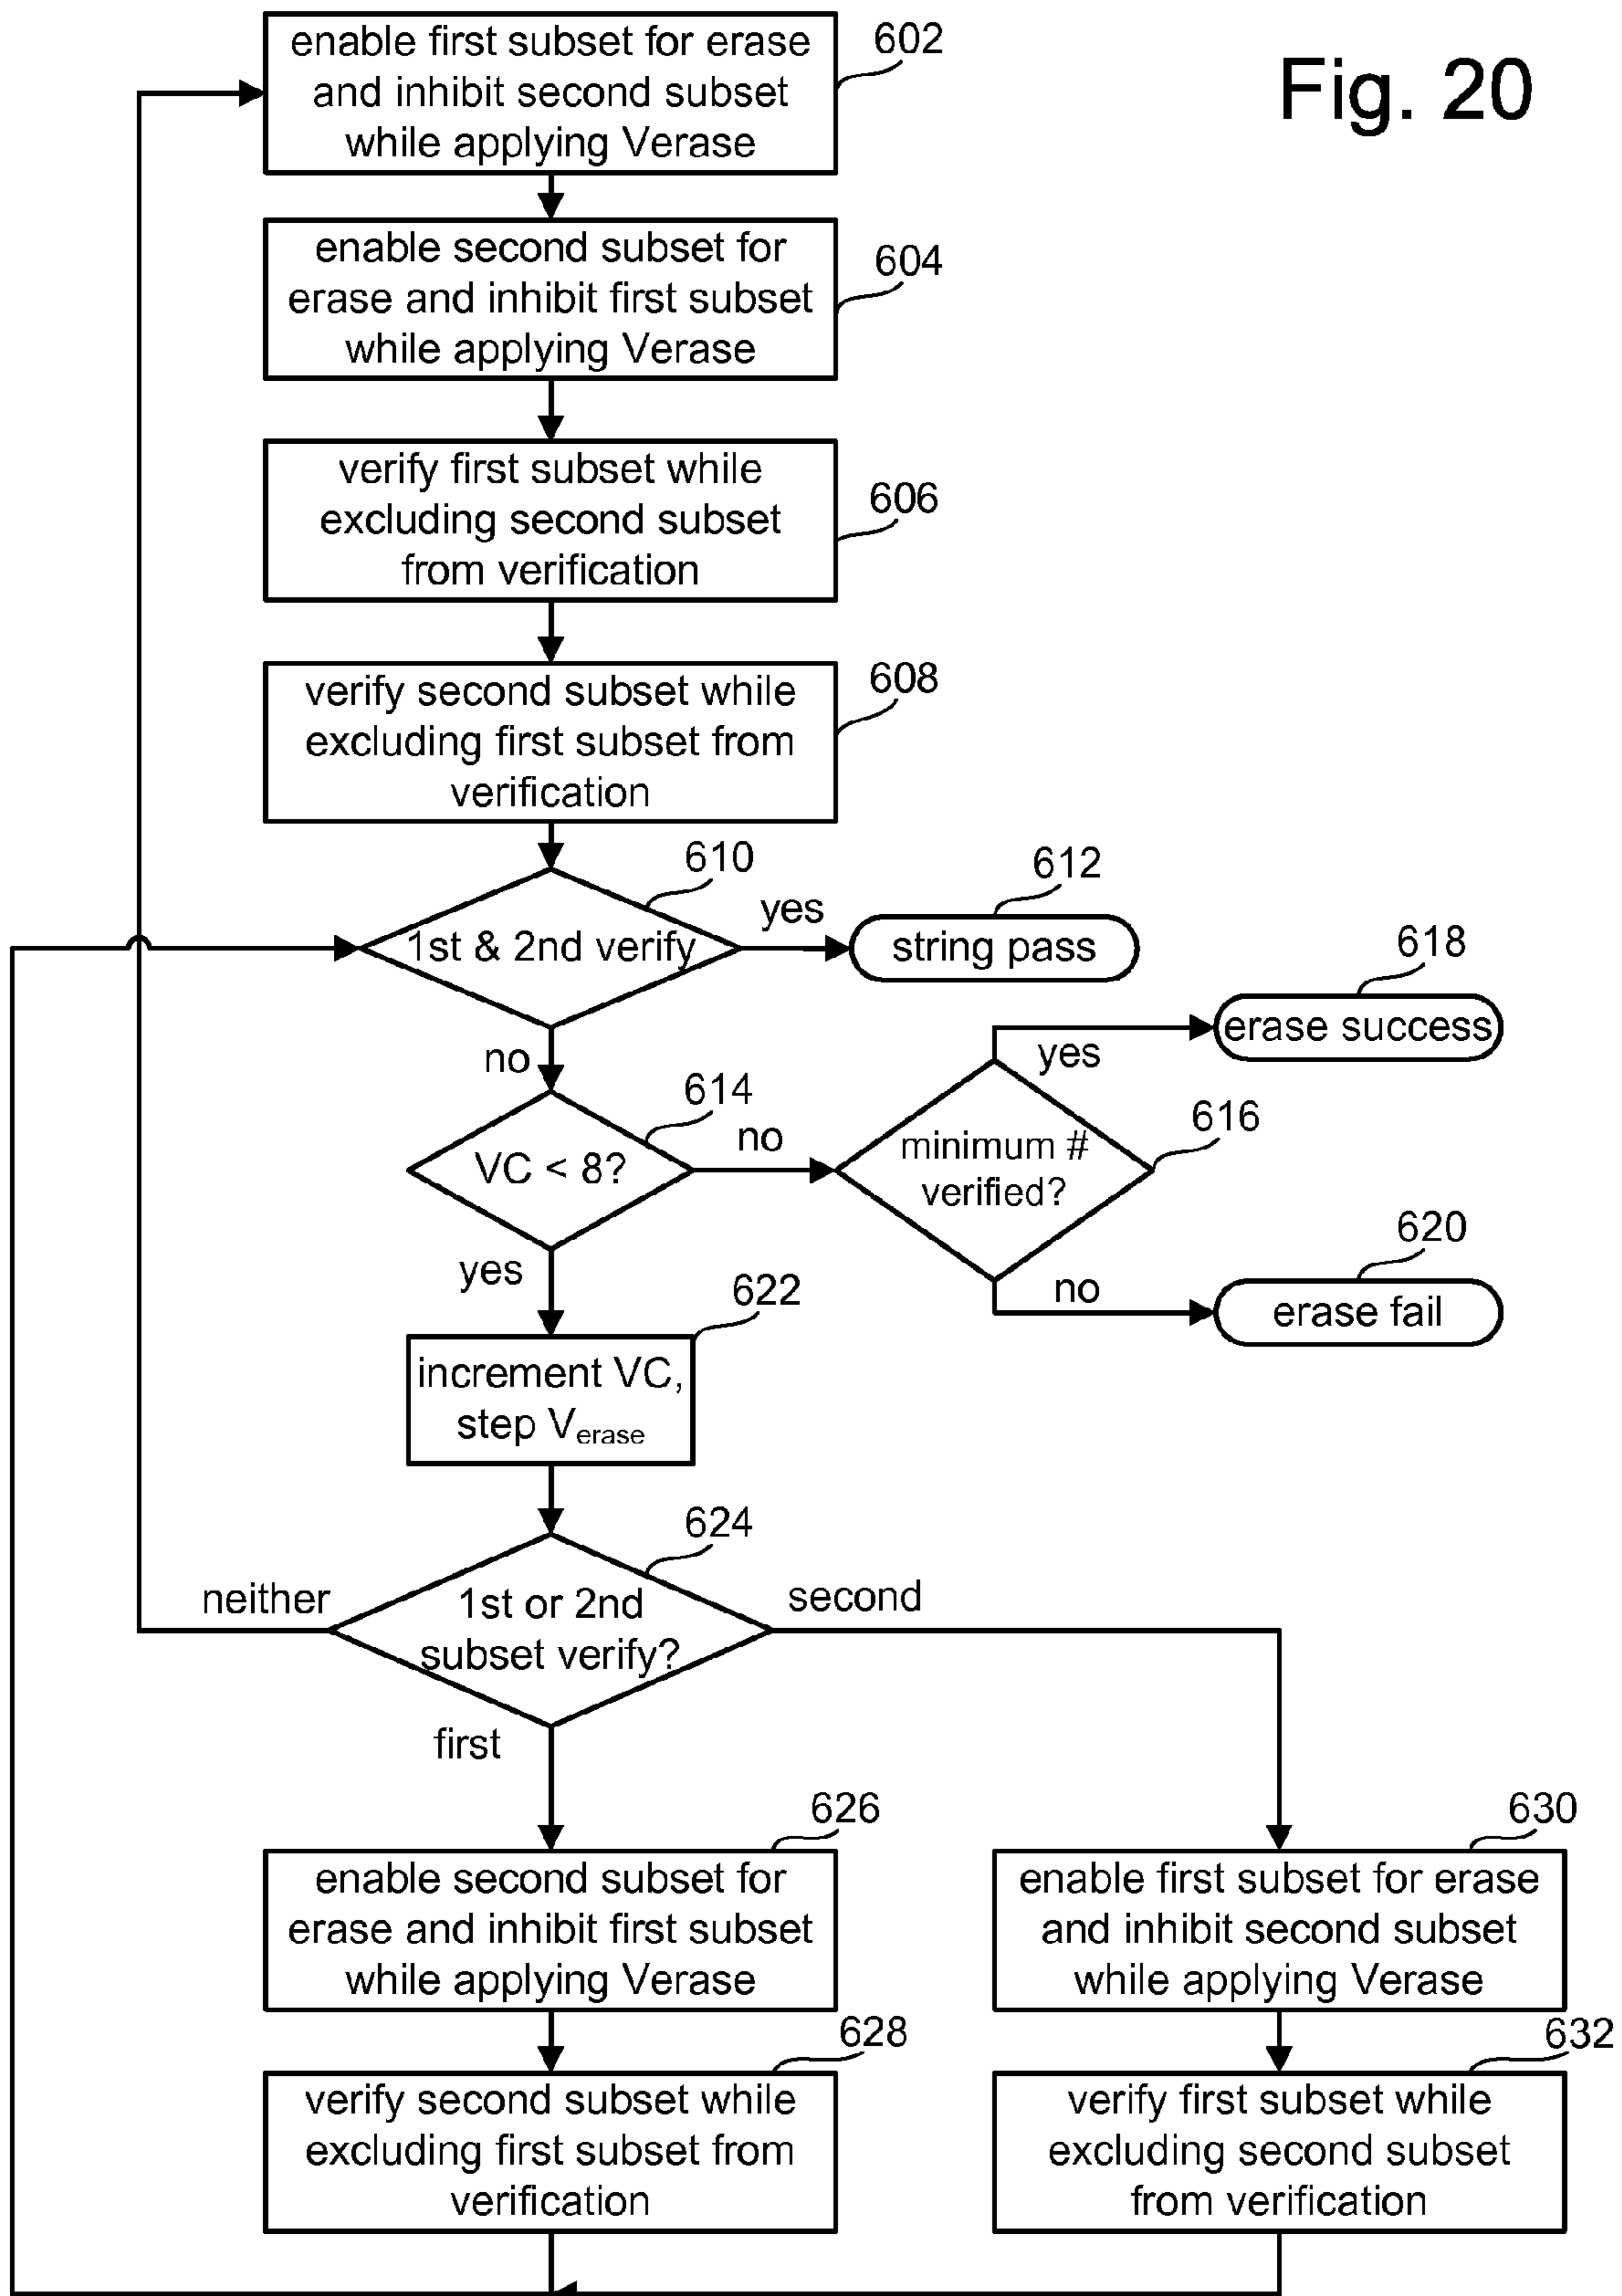 Fig. 20
enable first subset for erase
and inhibit second subset
while applying Verase
602
enable second subset for
erase and inhibit first subset
while applying Verase
604
verify first subset while
excluding second subset
from verification
606
verify second subset while
excluding first subset from
verification
608
1st & 2nd verify
610
yes
string pass
612
no
VC < 8?
614
no
minimum #
verified?
616
yes
erase success
618
no
erase fail
620
yes
increment VC,
step Verase
622
1st or 2nd
subset verify?
624
neither
second
first
enable second subset for
erase and inhibit first subset
while applying Verase
626
verify second subset while
excluding first subset from
verification
628
enable first subset for erase
and inhibit second subset
while applying Verase
630
verify first subset while
excluding second subset
from verification
632